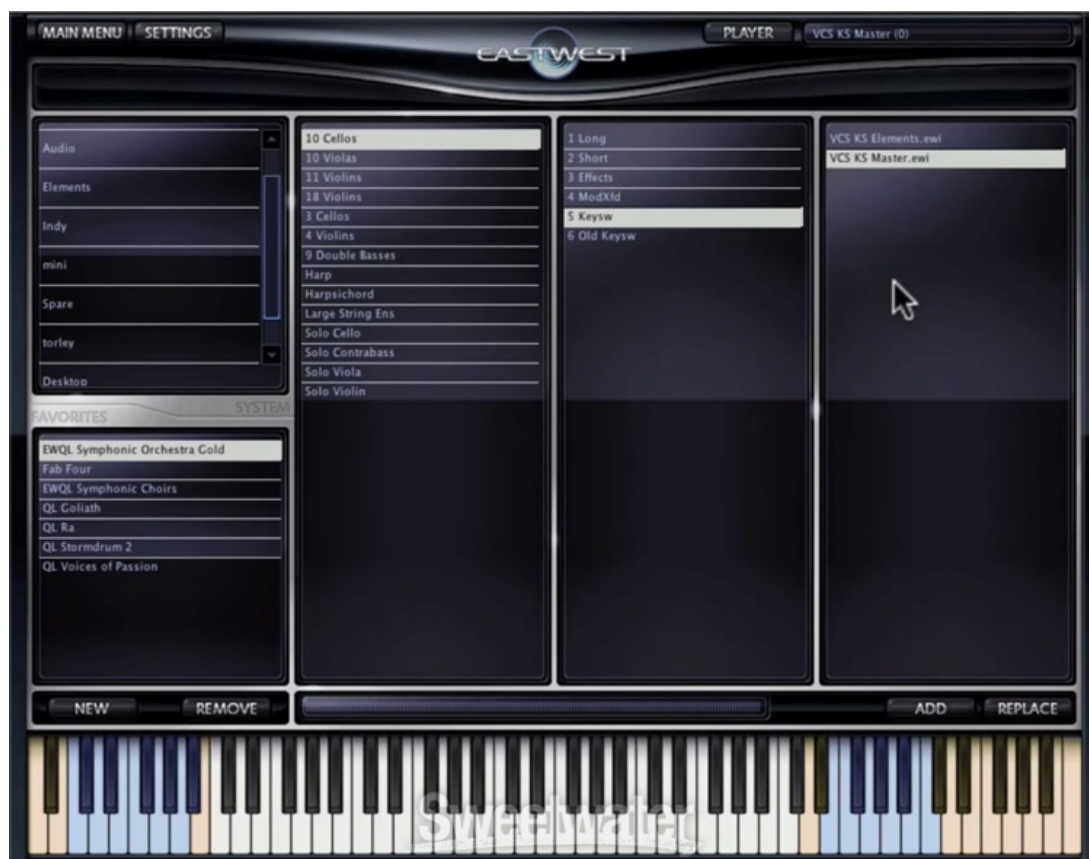 MAIN MENU SETTINGS
EASTWEST
PLAYER
VCS KS Master (0)
Audio
Elements
Indy
mini
Spare
torley
Desktop
FAVORITES
SYSTEM
EWQL Symphonic Orchestra Gold
Fab Four
EWQL Symphonic Choirs
QL Goliath
QL Ra
QL Stormdrum 2
QL Voices of Passion
10 Cellos
10 Violas
11 Violins
18 Violins
3 Cellos
4 Violins
9 Double Basses
Harp
Harpsichord
Large String Ens
Solo Cello
Solo Contrabass
Solo Viola
Solo Violin
1 Long
2 Short
3 Effects
4 ModXfd
5 Keysw
6 Old Keysw
VCS KS Elements.ewi
VCS KS Master.ewi
NEW
REMOVE
ADD
REPLACE
Sweetwater